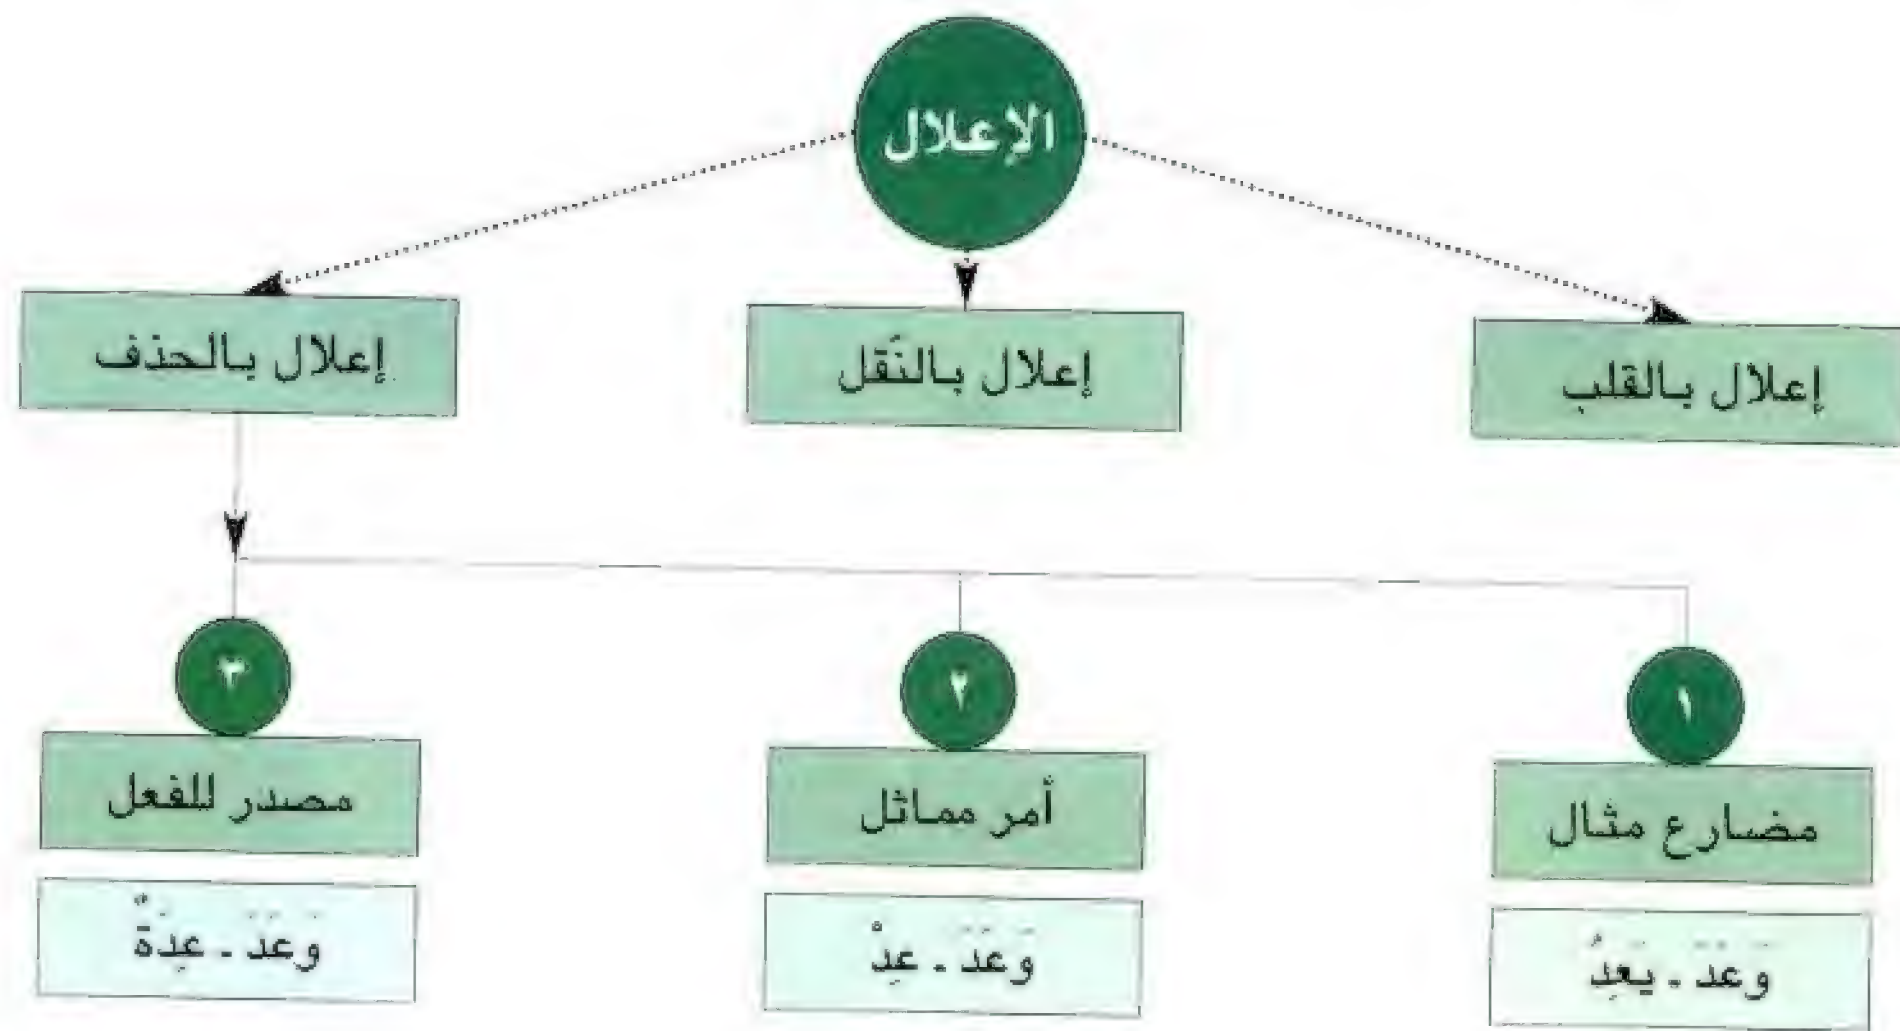 الإعلال
إعلال بالقلب
إعلال بالنَّقل
إعلال بالحذف
١
٢
٣
مضارع مثال
أمر مماثل
مصدر للفعل
وَعَدَ - يَعِدُ
وَعَدَ - عِدْ
وَعَدَ - عِدَةٌ